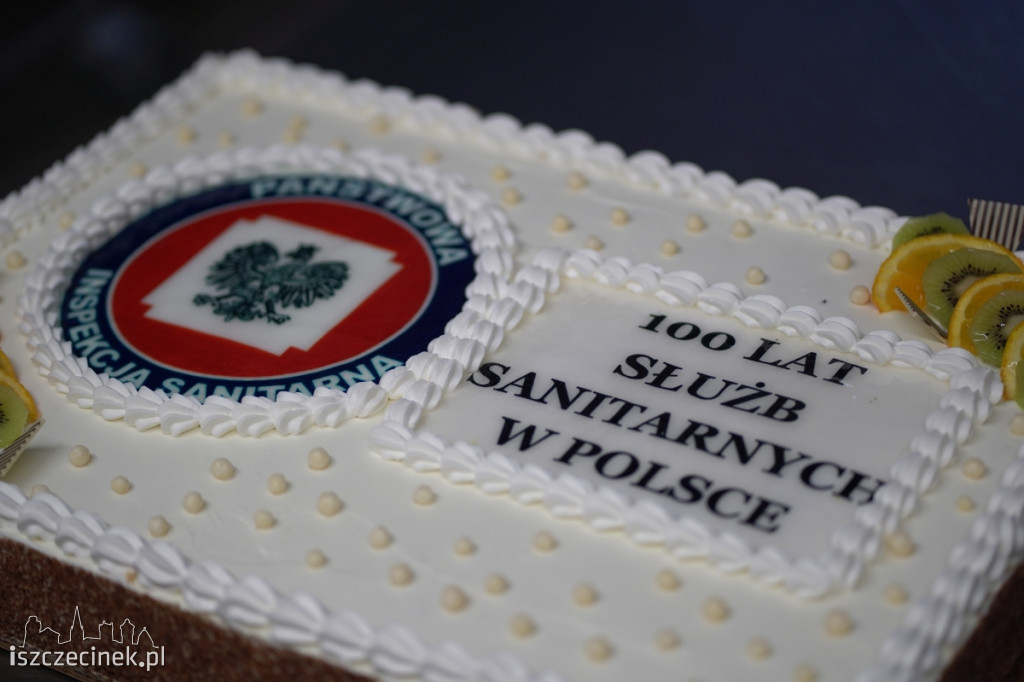 PAŃSTWOWA
INSPEKCJA SANITARNA
100 LAT
SŁUŻB
SANITARNYCH
W POLSCE
iszczecinek.pl